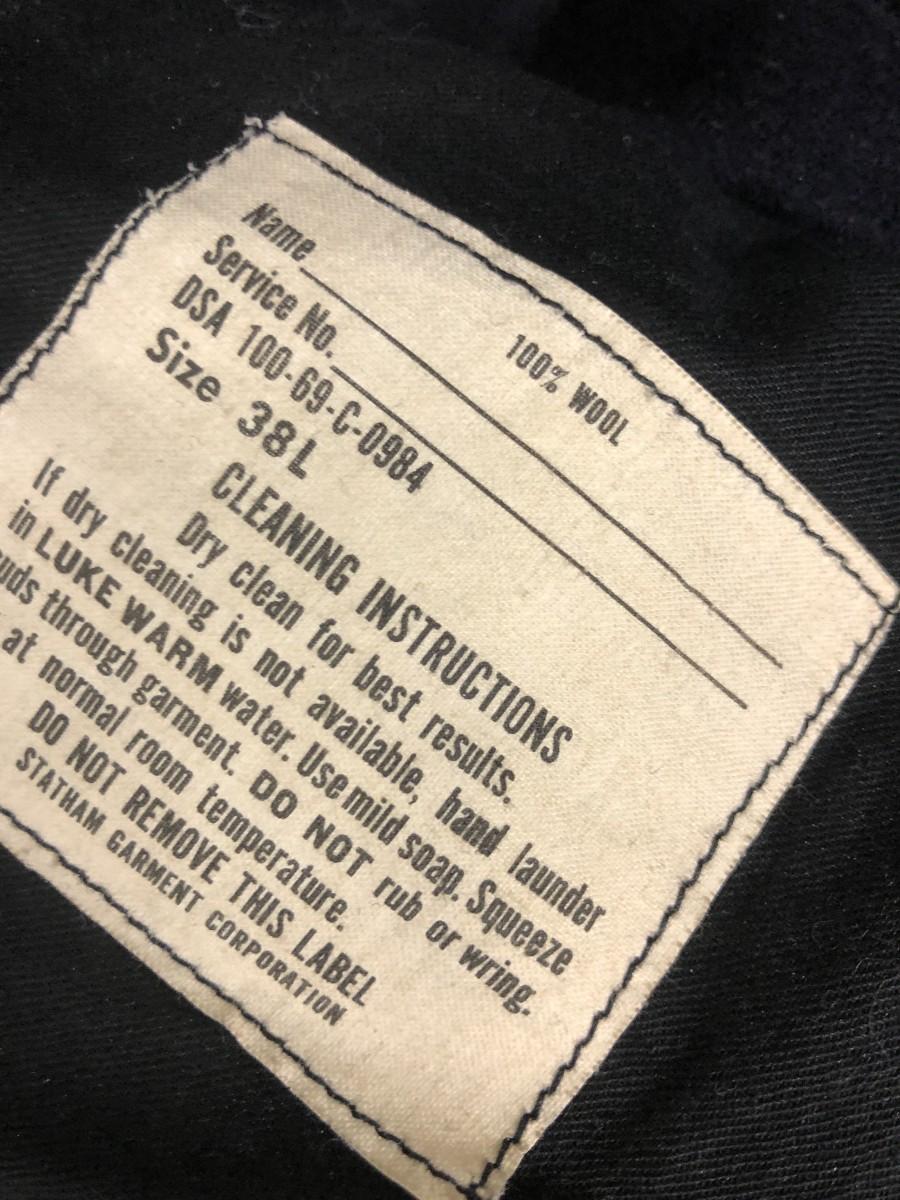 100% WOOL
Name
Service No.
DSA 100-69-C-0984
Size 38L
CLEANING INSTRUCTIONS
Dry clean for best results.
If dry cleaning is not available, hand launder
in LUKE WARM water. Use mild soap. Squeeze
uds through garment. DO NOT rub or wring.
at normal room temperature.
DO NOT REMOVE THIS LABEL
STATHAM GARMENT CORPORATION